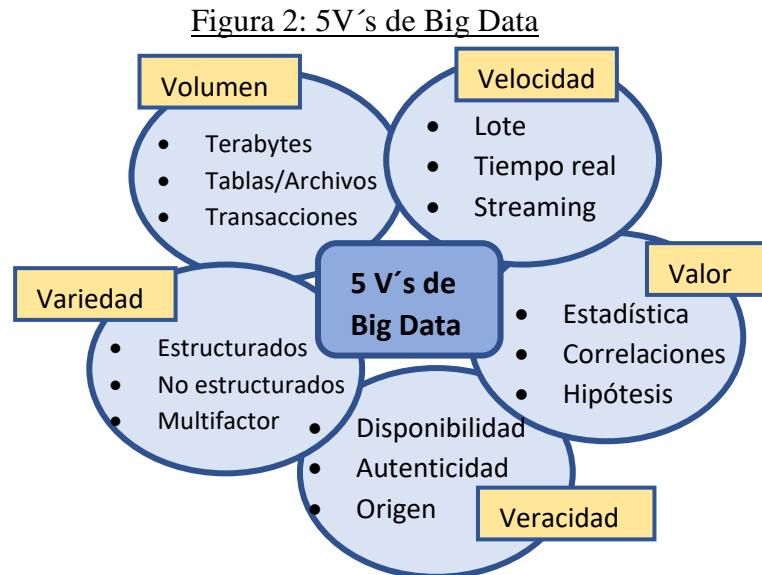 Figura 2: 5V´s de Big Data
Volumen
• Terabytes
• Tablas/Archivos
• Transacciones
Velocidad
• Lote
• Tiempo real
• Streaming
5 V´s de
Big Data
Variedad
• Estructurados
• No estructurados
• Multifactor
Valor
• Estadística
• Correlaciones
• Hipótesis
• Disponibilidad
• Autenticidad
• Origen
Veracidad